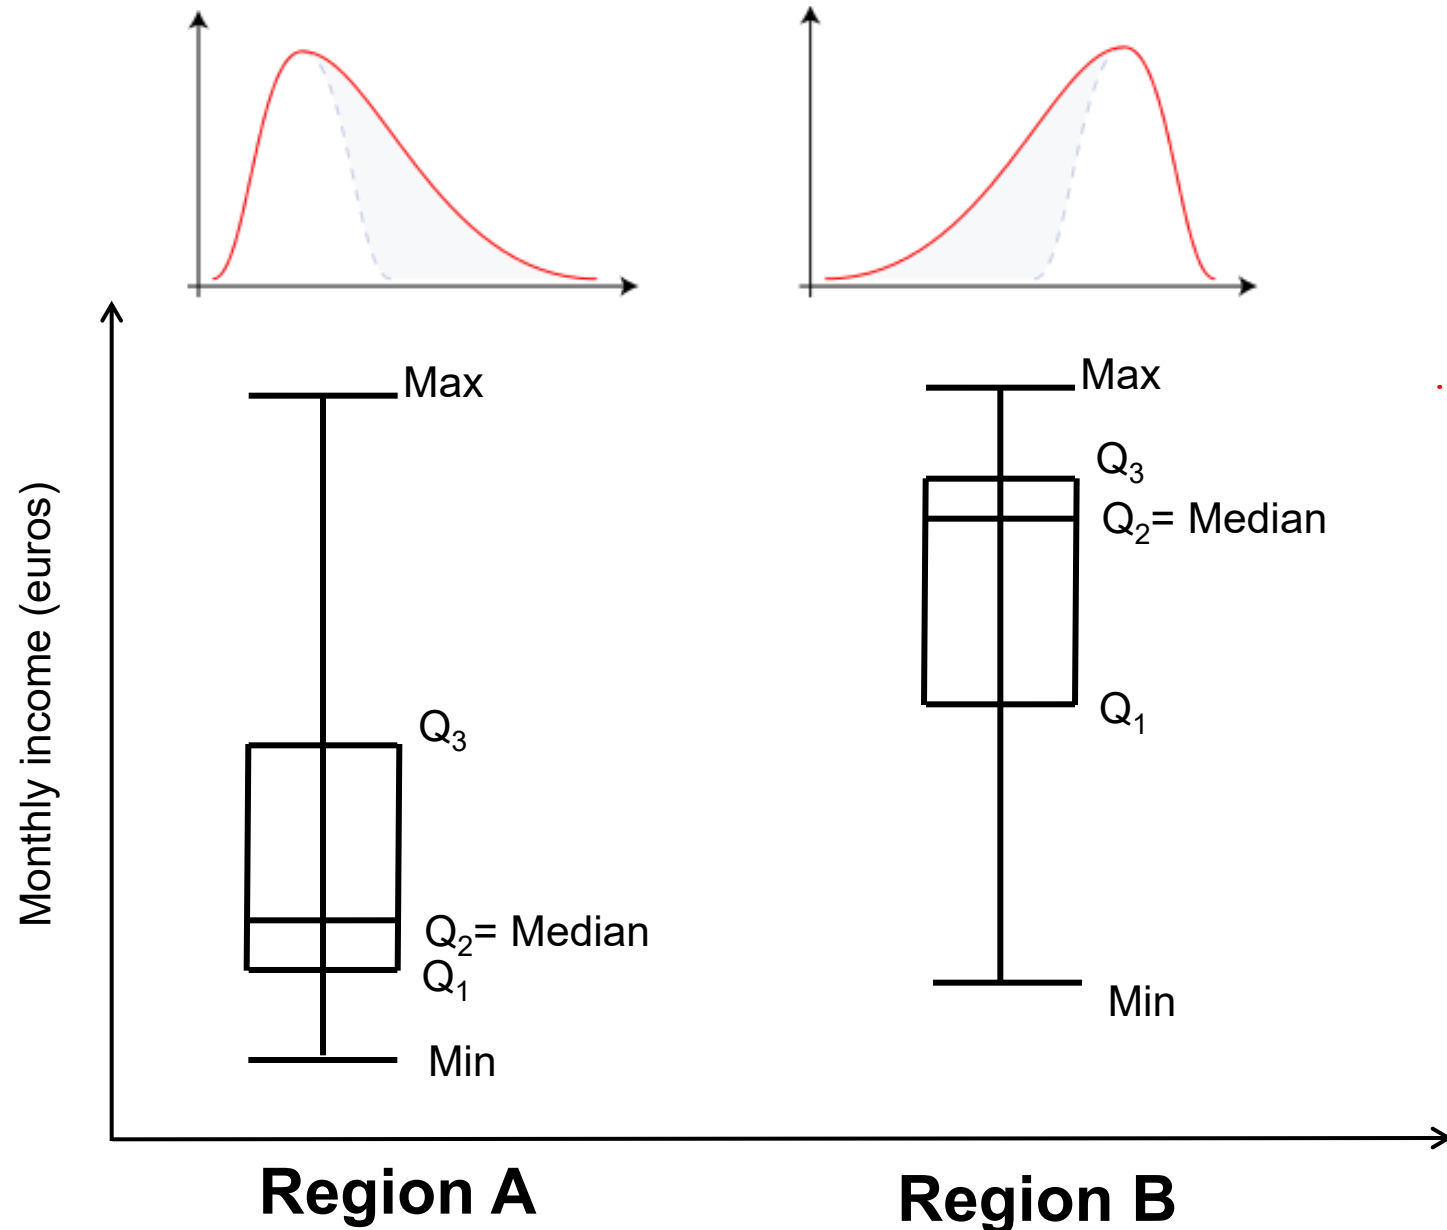 Max
Q₃
Q₂= Median
Q₁
Min
Max
Q₃
Q₂= Median
Q₁
Min
Monthly income (euros)
Region A
Region B